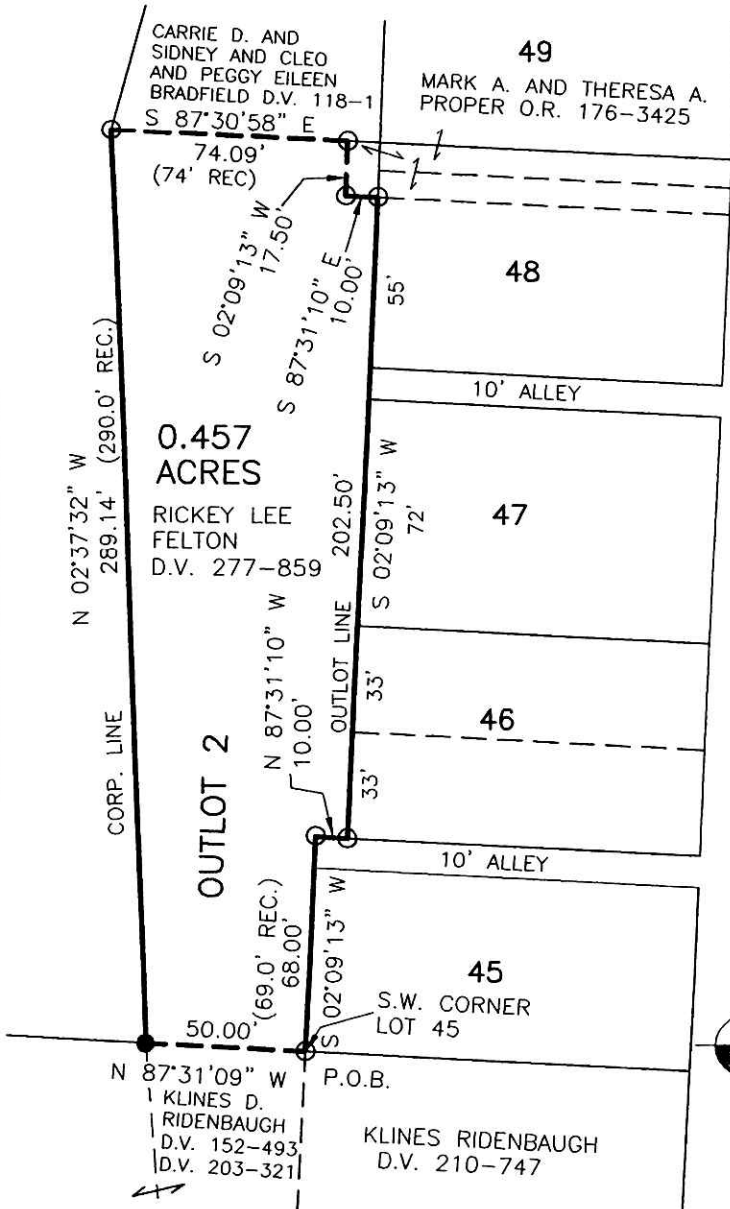 CARRIE D. AND
SIDNEY AND CLEO
AND PEGGY EILEEN
BRADFIELD D.V. 118-1
49
MARK A. AND THERESA A.
PROPER O.R. 176-3425
S 87°30'58" E
74.09'
(74' REC)
S 02°09'13" W
17.50'
S 87°31'10" E
10.00'
55'
48
10' ALLEY
N 02°37'32" W
289.14' (290.0' REC.)
0.457
ACRES
RICKEY LEE
FELTON
D.V. 277-859
202.50'
S 02°09'13" W
72'
47
OUTLOT LINE
N 87°31'10" W
10.00'
33'
46
33'
CORP. LINE
OUTLOT 2
10' ALLEY
(69.0' REC.)
68.00'
S 02°09'13" W
45
S.W. CORNER
LOT 45
50.00'
N 87°31'09" W
P.O.B.
KLINES D.
RIDENBAUGH
D.V. 152-493
D.V. 203-321
KLINES RIDENBAUGH
D.V. 210-747